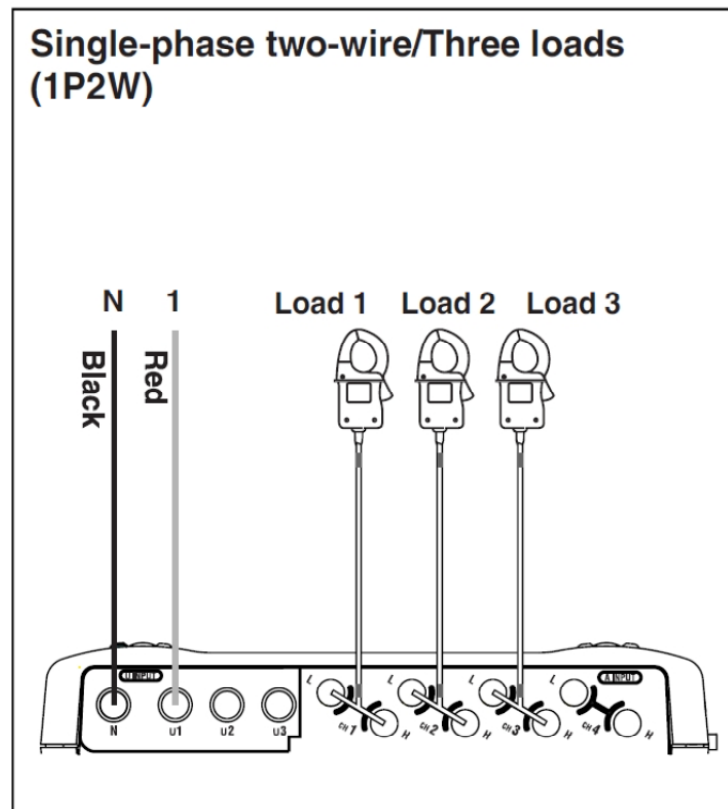 Single-phase two-wire/Three loads
(1P2W)
N 1 Load 1 Load 2 Load 3
Black
Red
U INPUT
A INPUT
L L L L
N U1 U2 U3
CH 1 CH 2 CH 3 CH 4
H H H H